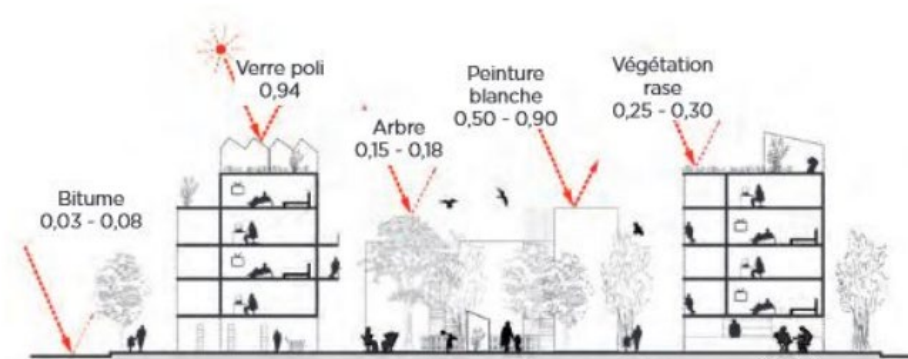 Verre poli
0,94
Peinture
blanche
0,50 - 0,90
Végétation
rase
0,25 - 0,30
Arbre
0,15 - 0,18
Bitume
0,03 - 0,08